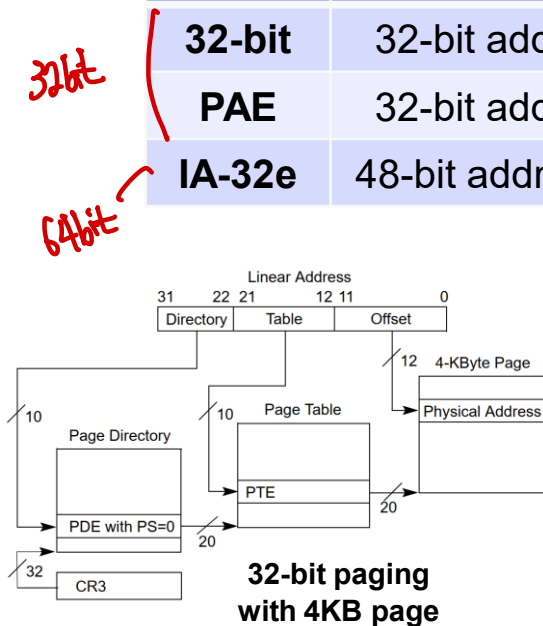 32bit
32-bit 32-bit add
PAE 32-bit add
IA-32e 48-bit addr
64bit
Linear Address
31 22 21 12 11 0
Directory Table Offset
12 4-KByte Page
10 10 Page Table Physical Address
Page Directory
PTE
20
PDE with PS=0 20
32 CR3
32-bit paging
with 4KB page